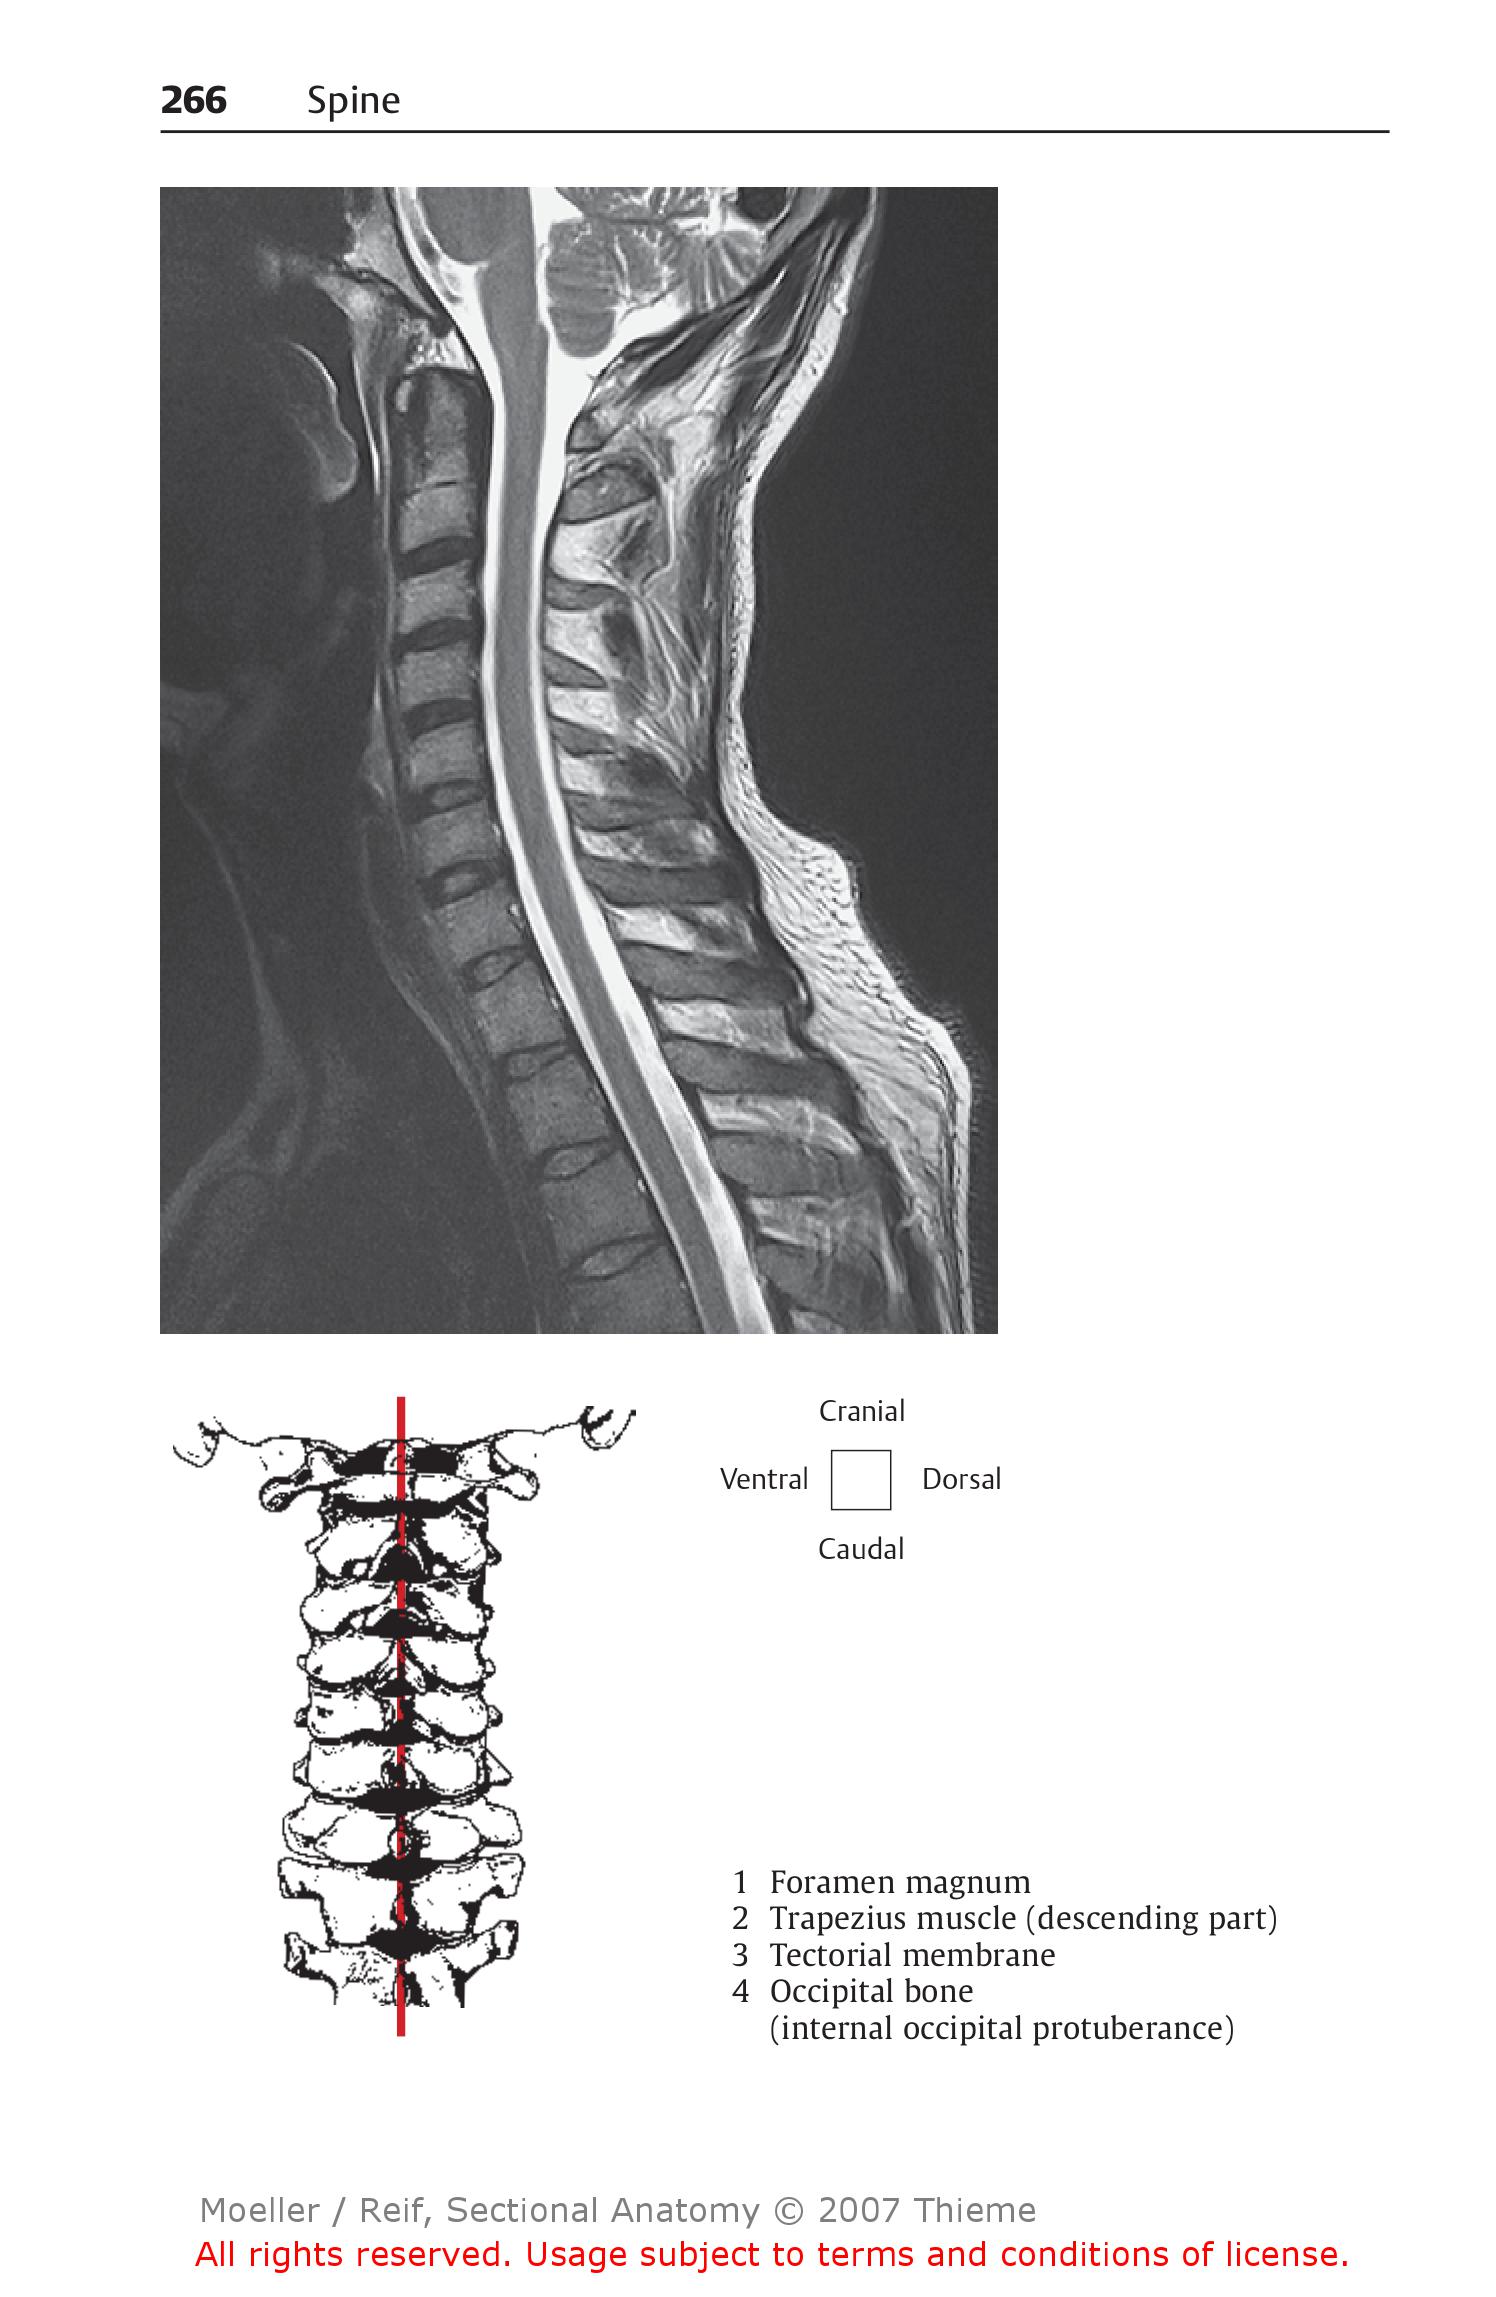 266 Spine
Cranial
Ventral Dorsal
Caudal
1 Foramen magnum
2 Trapezius muscle (descending part)
3 Tectorial membrane
4 Occipital bone
(internal occipital protuberance)
Moeller / Reif, Sectional Anatomy © 2007 Thieme
All rights reserved. Usage subject to terms and conditions of license.